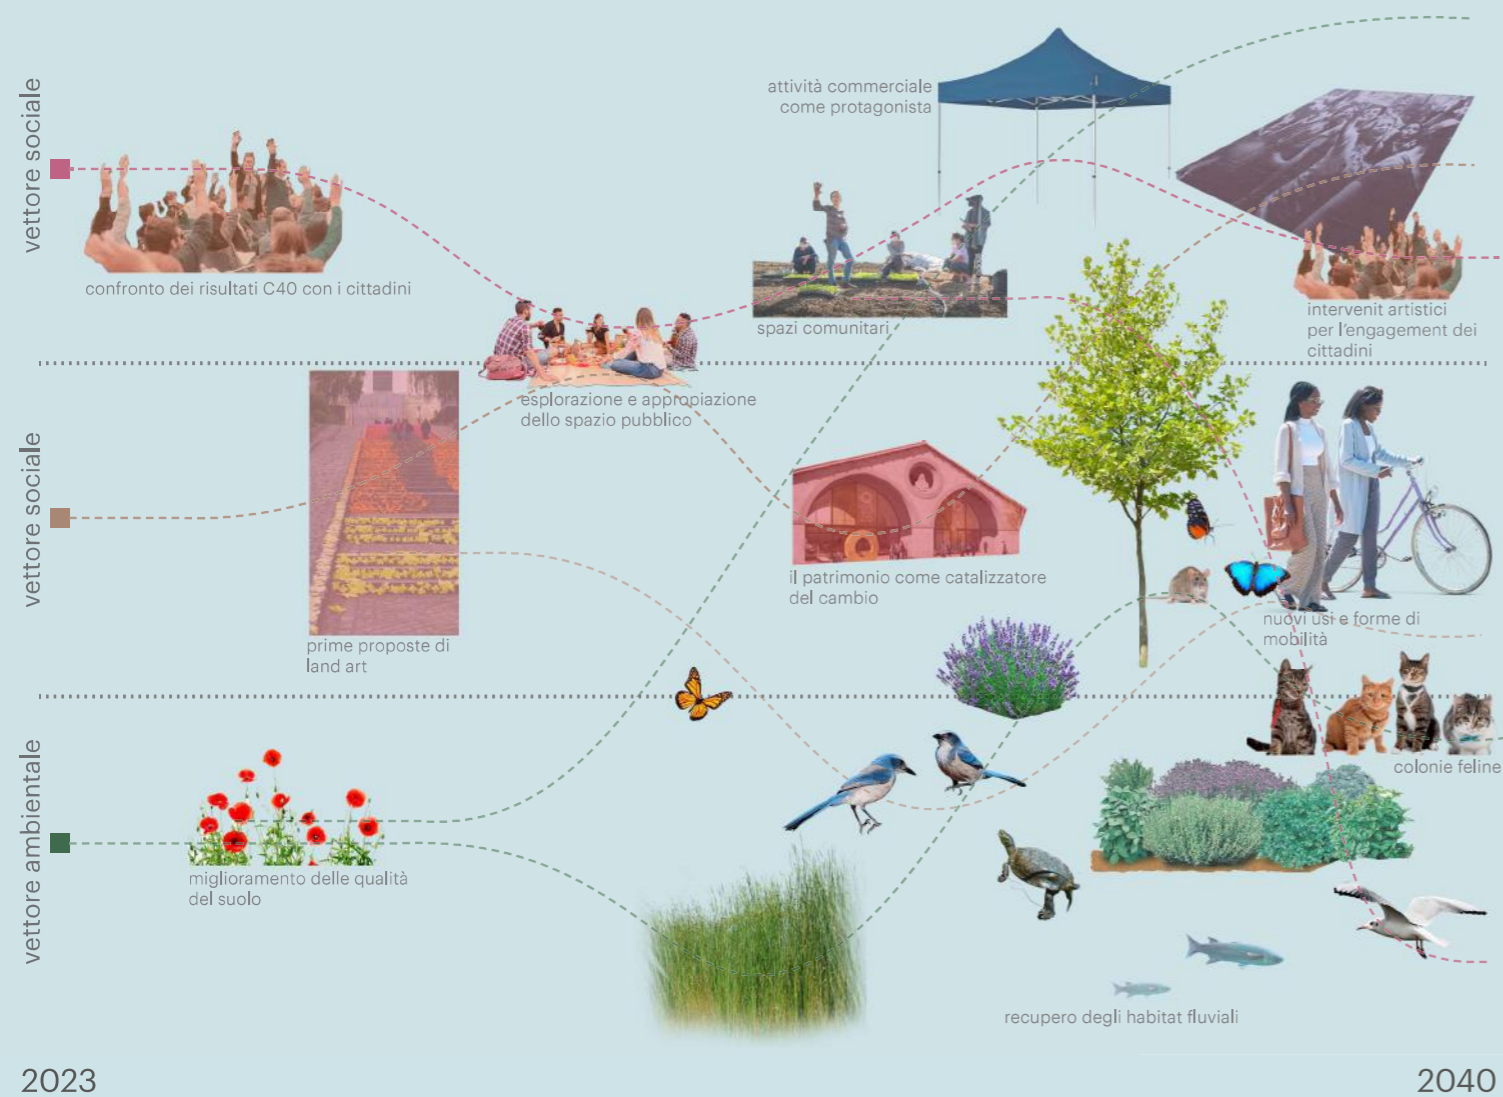 vettore sociale
attività commerciale
come protagonista
confronto dei risultati C40 con i cittadini
spazi comunitari
intervenit artistici
per l'engagement dei
cittadini
vettore sociale
esplorazione e appropiazione
dello spazio pubblico
il patrimonio come catalizzatore
del cambio
prime proposte di
land art
nuovi usi e forme di
mobilità
vettore ambientale
colonie feline
miglioramento delle qualità
del suolo
recupero degli habitat fluviali
2023
2040